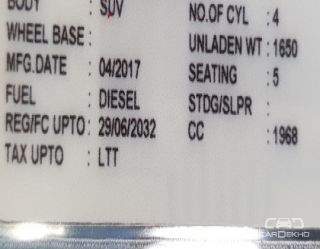 BODY : SUV NO.OF CYL : 4
WHEEL BASE : UNLADEN WT : 1650
MFG.DATE : 04/2017 SEATING : 5
FUEL : DIESEL STDG/SLPR :
REG/FC UPTO : 29/06/2032 CC : 1968
TAX UPTO : LTT
CARDEKHO